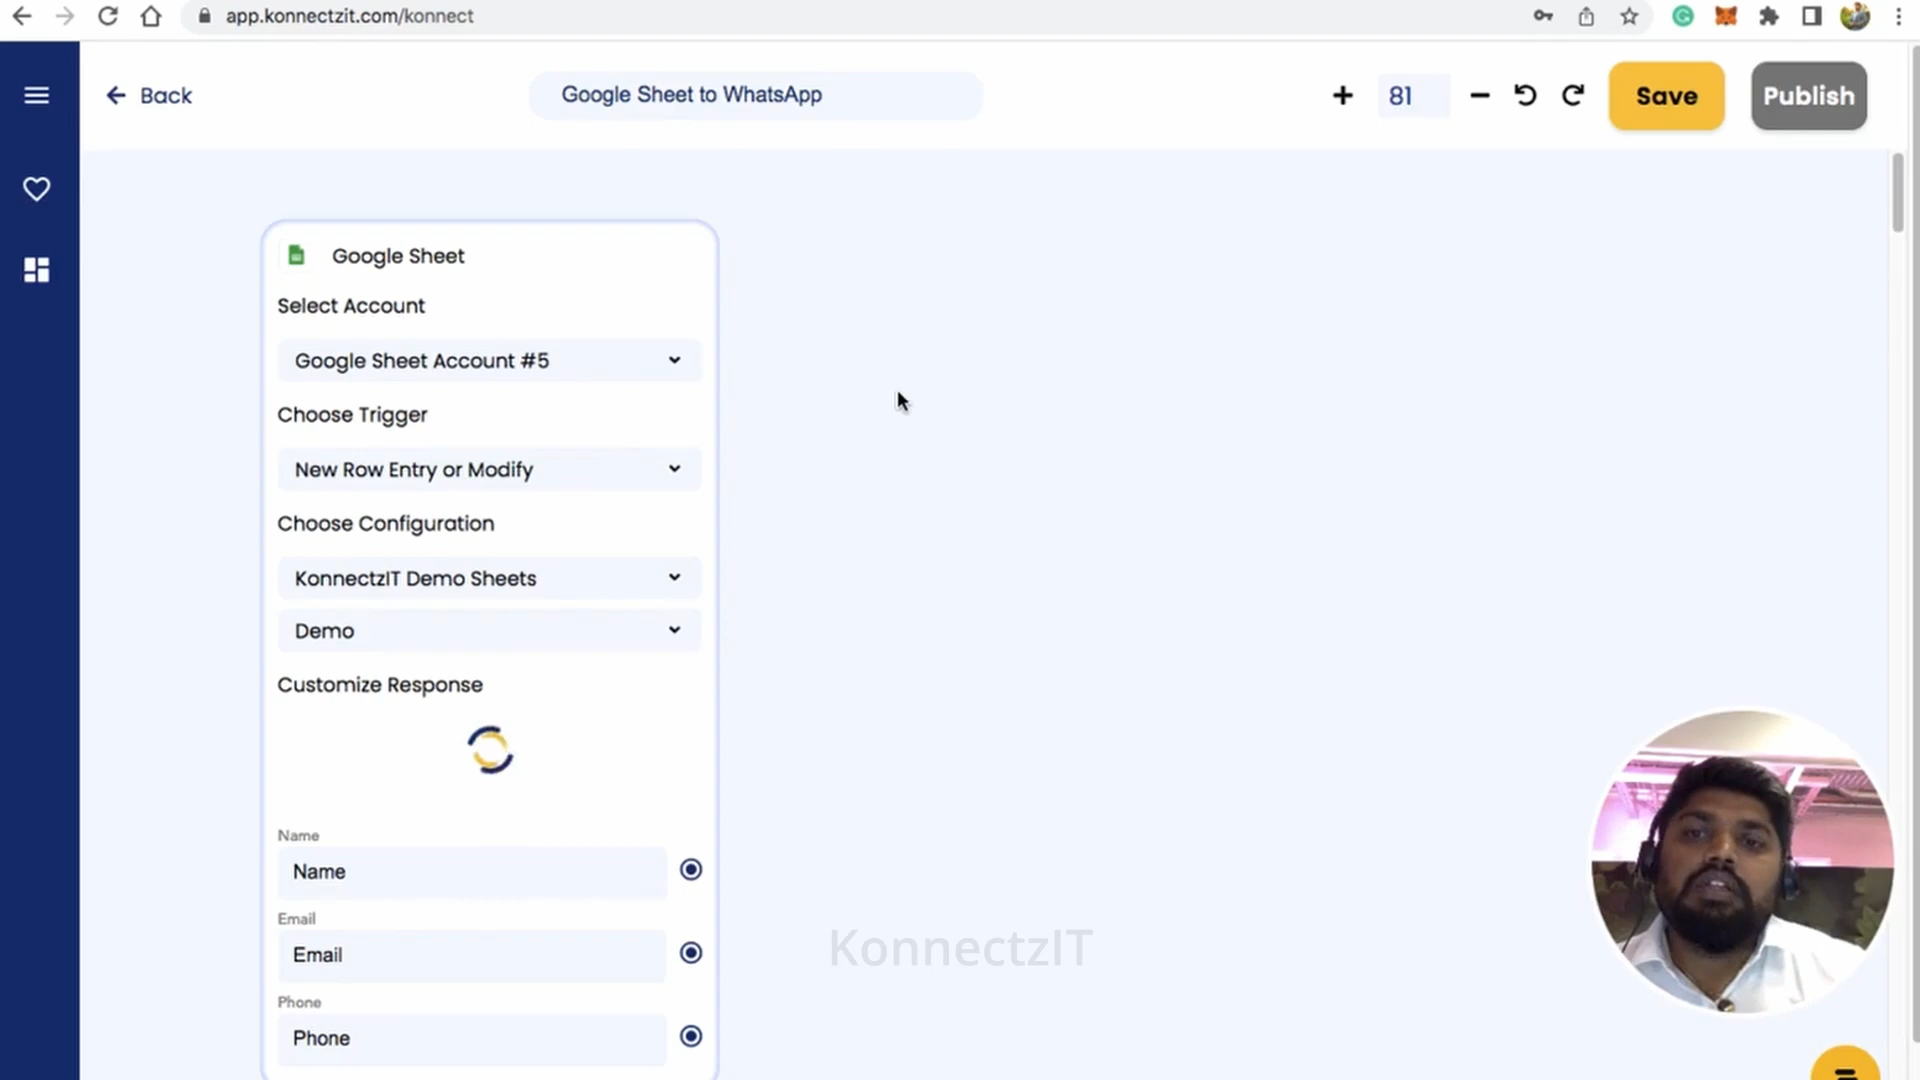 app.konnectzit.com/konnect
Back
Google Sheet to WhatsApp
81
Save
Publish
Google Sheet
Select Account
Google Sheet Account #5
Choose Trigger
New Row Entry or Modify
Choose Configuration
KonnectzIT Demo Sheets
Demo
Customize Response
Name
Name
Email
Email
Phone
Phone
KonnectzIT